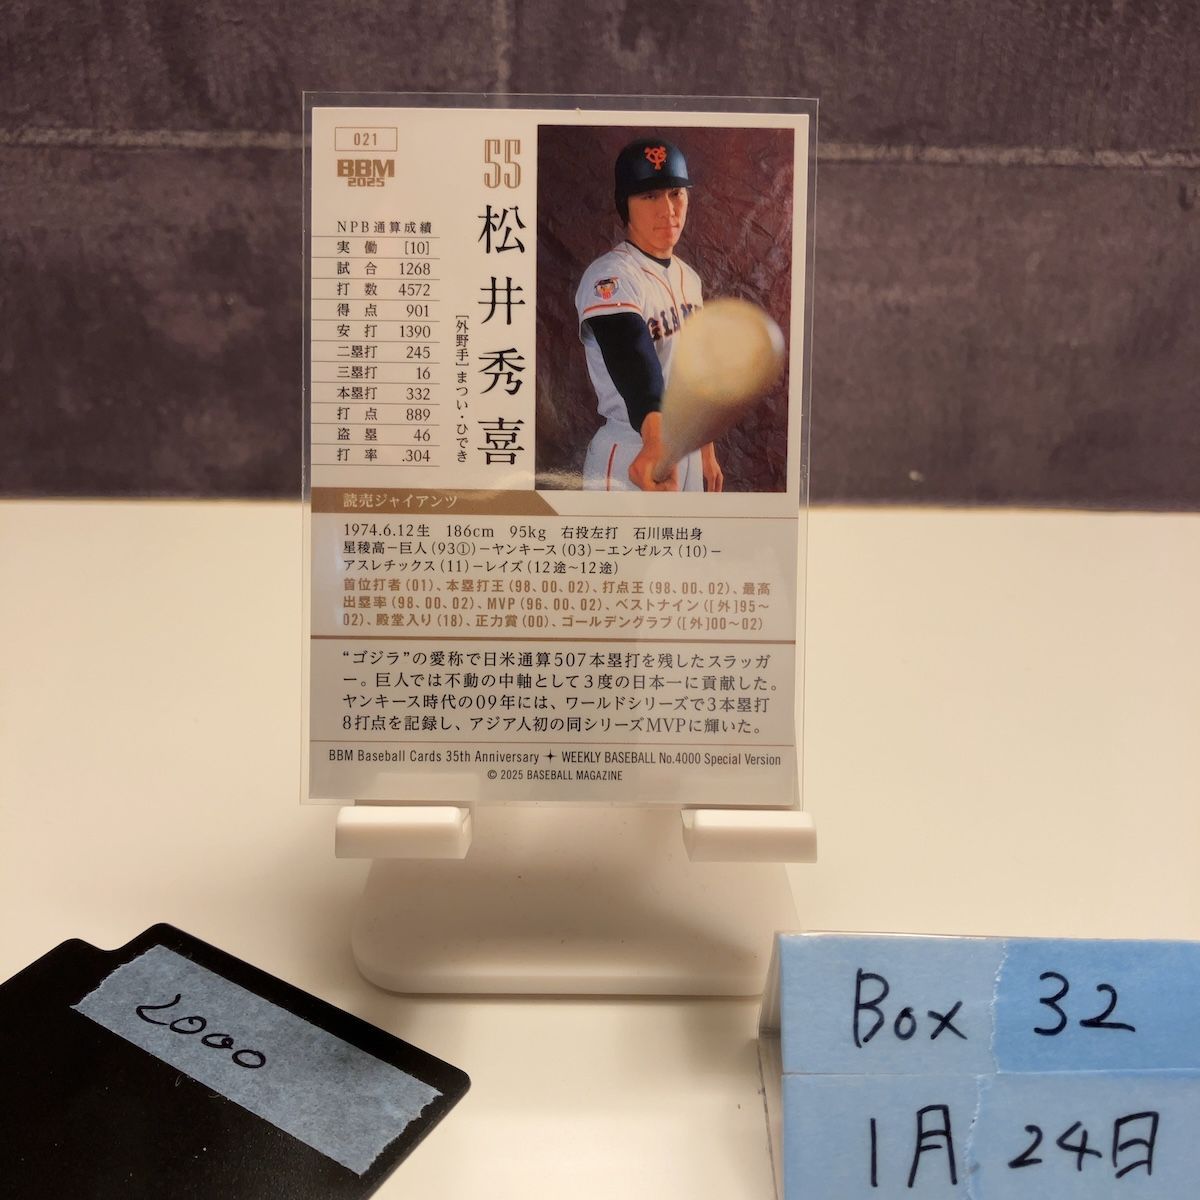 021
BBM
2025
NPB通算成績
実働 [10]
試合 1268
打数 4572
得点 901
安打 1390
二塁打 245
三塁打 16
本塁打 332
打点 889
盗塁 46
打率 .304
55
松井秀喜
[外野手]まつい・ひでき
GIANTS
読売ジャイアンツ
1974.6.12生 186cm 95kg 右投左打 石川県出身
星稜高−巨人(93①)−ヤンキース(03)−エンゼルス(10)−
アスレチックス(11)−レイズ(12途~12途)
首位打者(01)、本塁打王(98、00、02)、打点王(98、00、02)、最高
出塁率(98、00、02)、MVP(96、00、02)、ベストナイン([外]95~
02)、殿堂入り(18)、正力賞(00)、ゴールデングラブ([外]00~02)
“ゴジラ”の愛称で日米通算507本塁打を残したスラッガ
ー。巨人では不動の中軸として3度の日本一に貢献した。
ヤンキース時代の09年には、ワールドシリーズで3本塁打
8打点を記録し、アジア人初の同シリーズMVPに輝いた。
BBM Baseball Cards 35th Anniversary ✦ WEEKLY BASEBALL No.4000 Special Version
© 2025 BASEBALL MAGAZINE
Box 32
1月24日